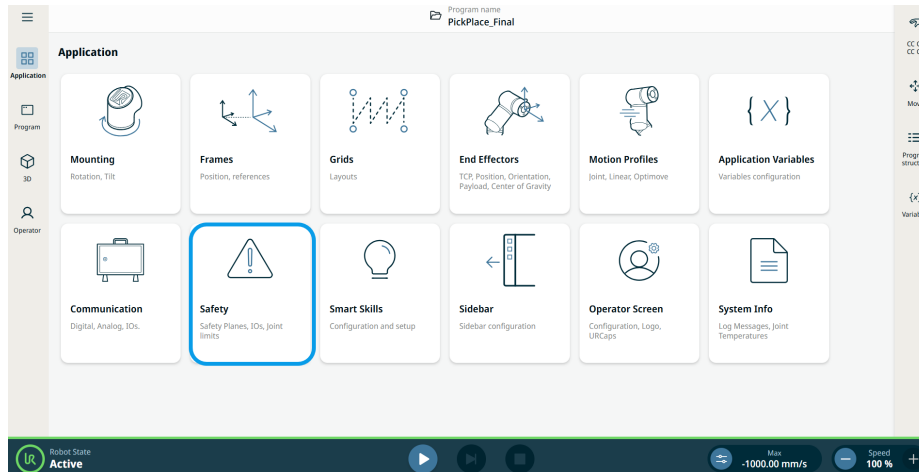 Program name
PickPlace_Final
Application
Application
Program
3D
Operator
Mounting
Rotation, Tilt
Frames
Position, references
Grids
Layouts
End Effectors
TCP, Position, Orientation,
Payload, Center of Gravity
Motion Profiles
Joint, Linear, Optimove
Application Variables
Variables configuration
Communication
Digital, Analog, IOs.
Safety
Safety Planes, IOs, Joint
limits
Smart Skills
Configuration and setup
Sidebar
Sidebar configuration
Operator Screen
Configuration, Logo,
URCaps
System Info
Log Messages, Joint
Temperatures
CC
CC
Robot State
Active
Max
-1000.00 mm/s
Speed
100 %